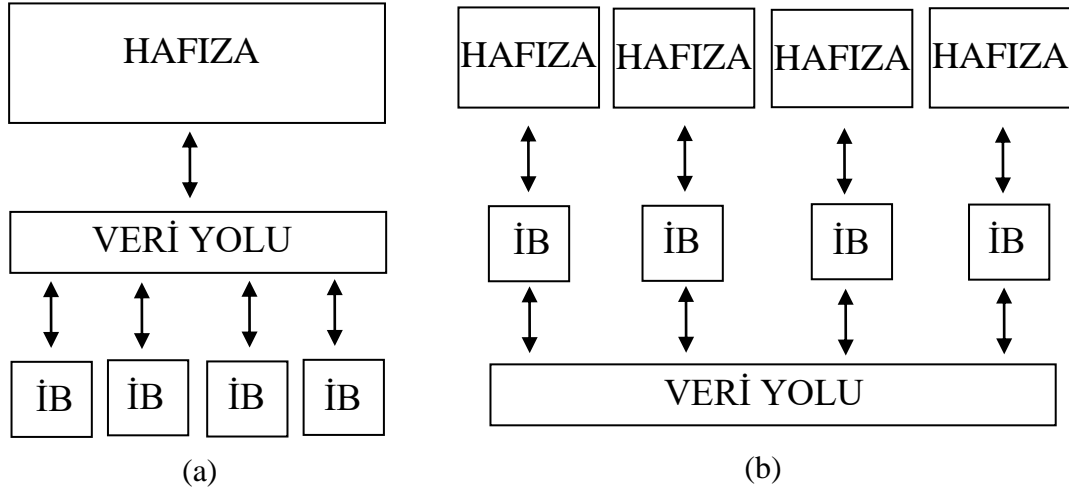 HAFIZA
VERİ YOLU
İB İB İB İB
(a)
HAFIZA HAFIZA HAFIZA HAFIZA
İB İB İB İB
VERİ YOLU
(b)